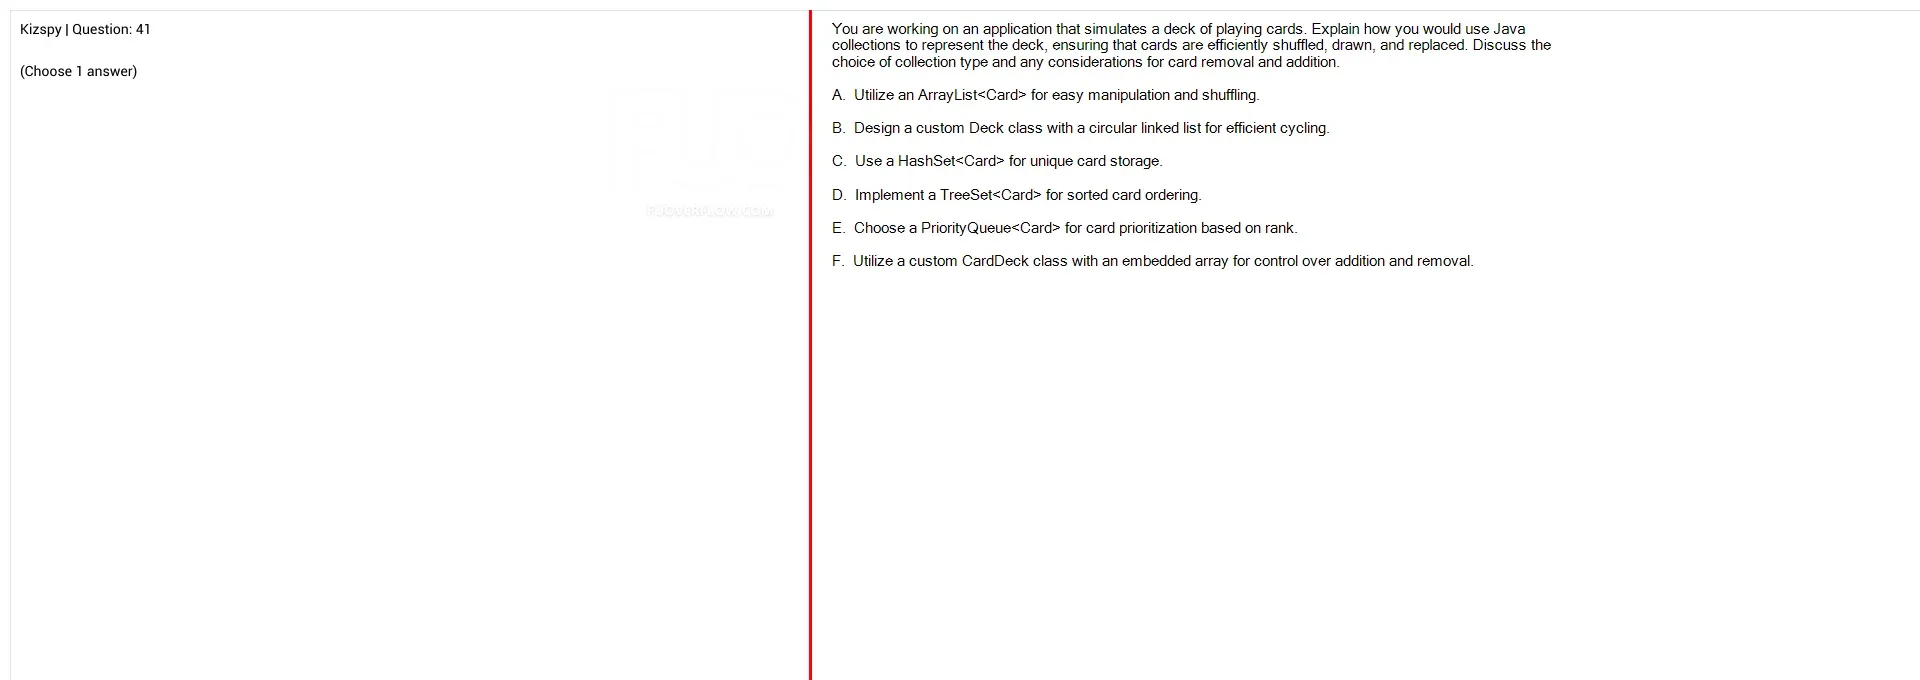 Kizspy | Question: 41
(Choose 1 answer)
You are working on an application that simulates a deck of playing cards. Explain how you would use Java
collections to represent the deck, ensuring that cards are efficiently shuffled, drawn, and replaced. Discuss the
choice of collection type and any considerations for card removal and addition.
A. Utilize an ArrayList<Card> for easy manipulation and shuffling.
B. Design a custom Deck class with a circular linked list for efficient cycling.
C. Use a HashSet<Card> for unique card storage.
D. Implement a TreeSet<Card> for sorted card ordering.
E. Choose a PriorityQueue<Card> for card prioritization based on rank.
F. Utilize a custom CardDeck class with an embedded array for control over addition and removal.
FUOVERFLOW.COM